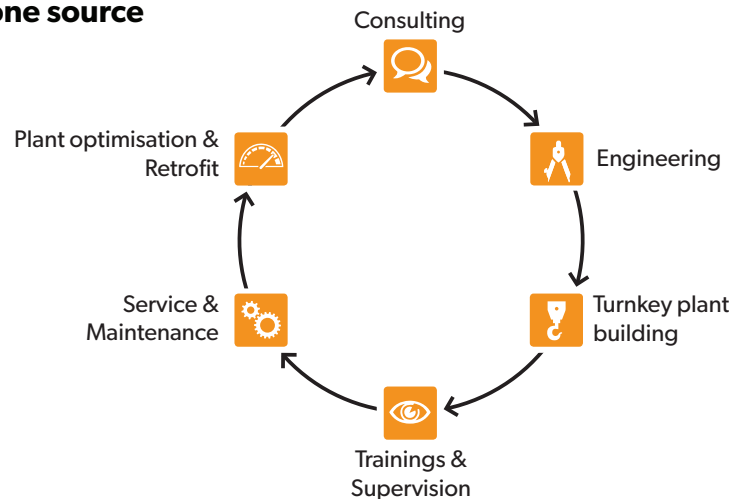 one source
Consulting
Engineering
Turnkey plant
building
Trainings &
Supervision
Service &
Maintenance
Plant optimisation &
Retrofit